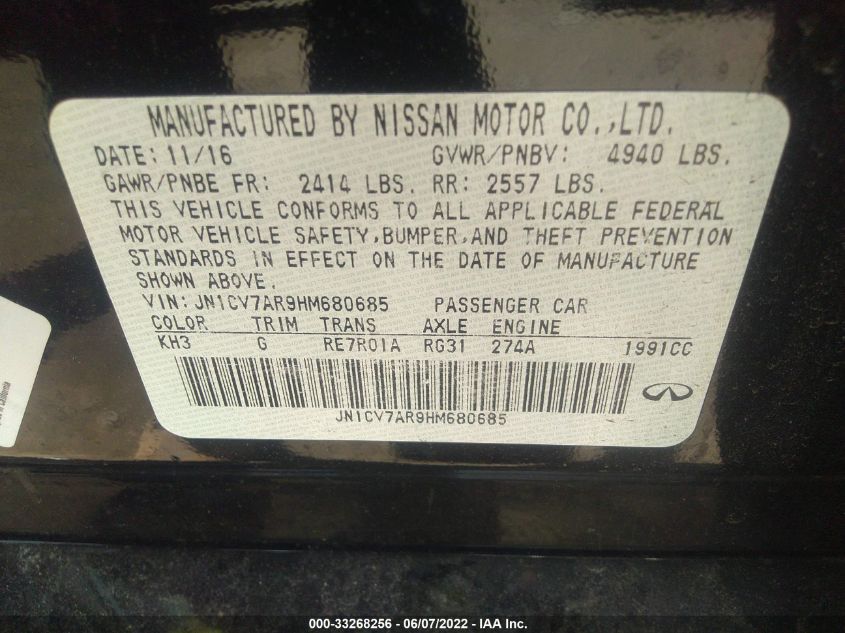 MANUFACTURED BY NISSAN MOTOR CO.,LTD.
DATE: 11/16 GVWR/PNBV: 4940 LBS.
GAWR/PNBE FR: 2414 LBS. RR: 2557 LBS.
THIS VEHICLE CONFORMS TO ALL APPLICABLE FEDERAL
MOTOR VEHICLE SAFETY,BUMPER,AND THEFT PREVENTION
STANDARDS IN EFFECT ON THE DATE OF MANUFACTURE
SHOWN ABOVE.
VIN: JN1CV7AR9HM680685 PASSENGER CAR
COLOR TRIM TRANS AXLE ENGINE
KH3 G RE7R01A RG31 274A 1991CC
JN1CV7AR9HM680685
000-33268256 - 06/07/2022 - IAA Inc.